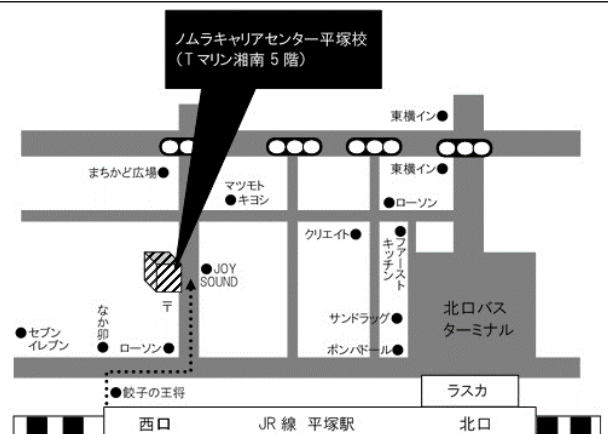 ノムラキャリアセンター平塚校
(Tマリン湘南5階)
東横イン
まちかど広場
東横イン
マツモト
キヨシ
ローソン
クリエイト
ファースト
キッチン
JOY
SOUND
〒
なか卯
セブン
イレブン
ローソン
サンドラッグ
ポンパドール
北口バス
ターミナル
餃子の王将
ラスカ
西口
JR線 平塚駅
北口